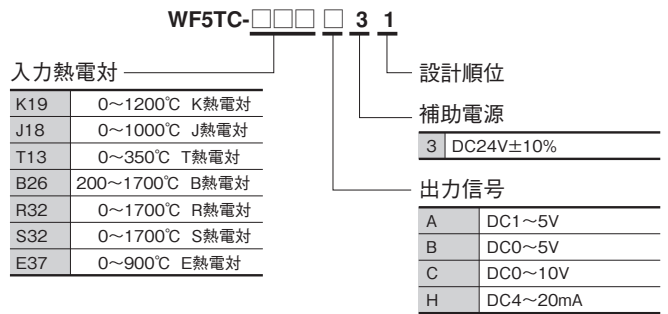 WF5TC-□□□ □ 3 1
入力熱電対
K19 0～1200℃ K熱電対
J18 0～1000℃ J熱電対
T13 0～350℃ T熱電対
B26 200～1700℃ B熱電対
R32 0～1700℃ R熱電対
S32 0～1700℃ S熱電対
E37 0～900℃ E熱電対
設計順位
補助電源
3 DC24V±10%
出力信号
A DC1～5V
B DC0～5V
C DC0～10V
H DC4～20mA